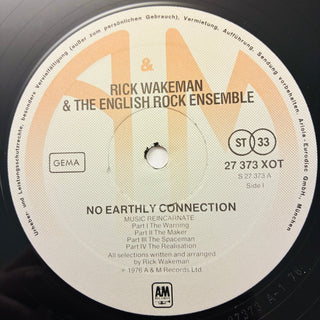 Urheber- und Leistungsschutzrechte, besonders Vervielfältigung (außer zum persönlichen Gebrauch), Vermietung, Aufführung, Sendung vorbehalten. Ariola-Eurodisc GmbH., München
A&M
RICK WAKEMAN
& THE ENGLISH ROCK ENSEMBLE
GEMA
ST 33
27 373 XOT
S 27 373 A
Side I
NO EARTHLY CONNECTION
MUSIC REINCARNATE
Part I The Warning
Part II The Maker
Part III The Spaceman
Part IV The Realisation
All selections written and arranged
by Rick Wakeman
℗ 1976 A & M Records Ltd.
A&M